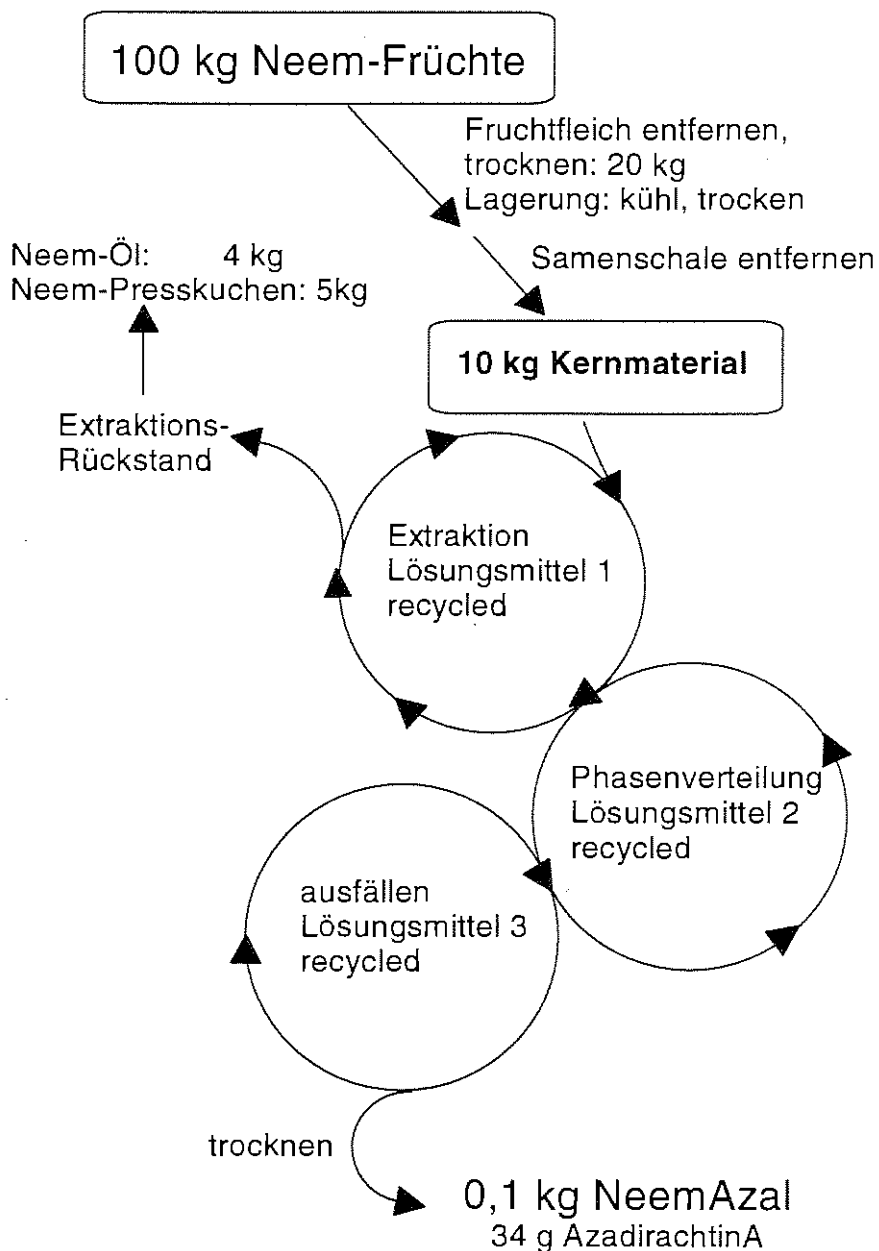 100 kg Neem-Früchte
Fruchtfleich entfernen,
trocknen: 20 kg
Lagerung: kühl, trocken
Samenschale entfernen
Neem-Öl: 4 kg
Neem-Presskuchen: 5kg
10 kg Kernmaterial
Extraktions-
Rückstand
Extraktion
Lösungsmittel 1
recycled
Phasenverteilung
Lösungsmittel 2
recycled
ausfällen
Lösungsmittel 3
recycled
trocknen
0,1 kg NeemAzal
34 g AzadirachtinA